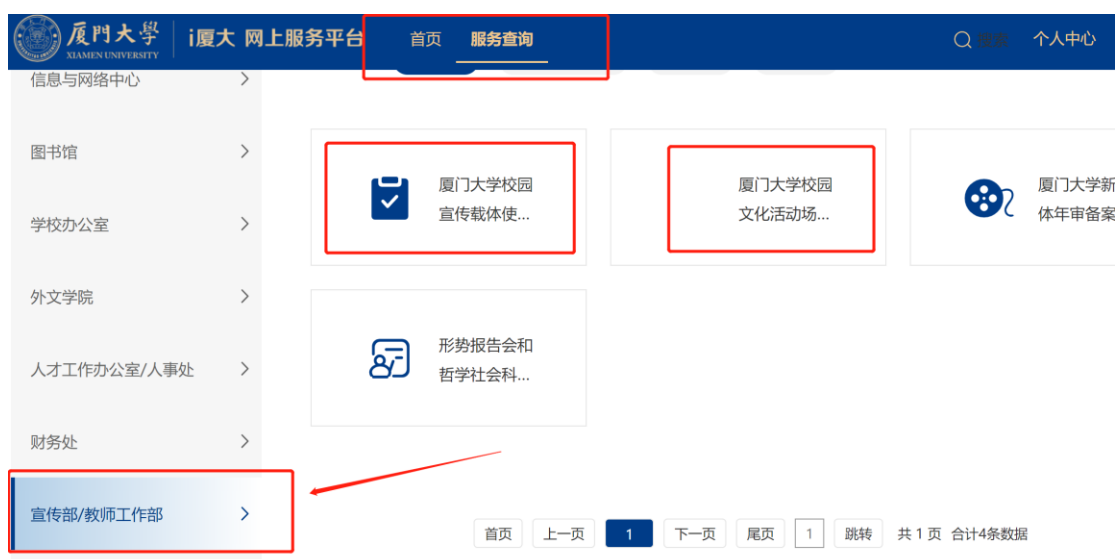 厦門大學
XIAMEN UNIVERSITY
i厦大 网上服务平台
首页
服务查询
个人中心
信息与网络中心
图书馆
学校办公室
外文学院
人才工作办公室/人事处
财务处
宣传部/教师工作部
厦门大学校园
宣传载体使...
厦门大学校园
文化活动场...
厦门大学新
体年审备案
形势报告会和
哲学社会科...
首页
上一页
1
下一页
尾页
1
跳转
共 1 页 合计4条数据